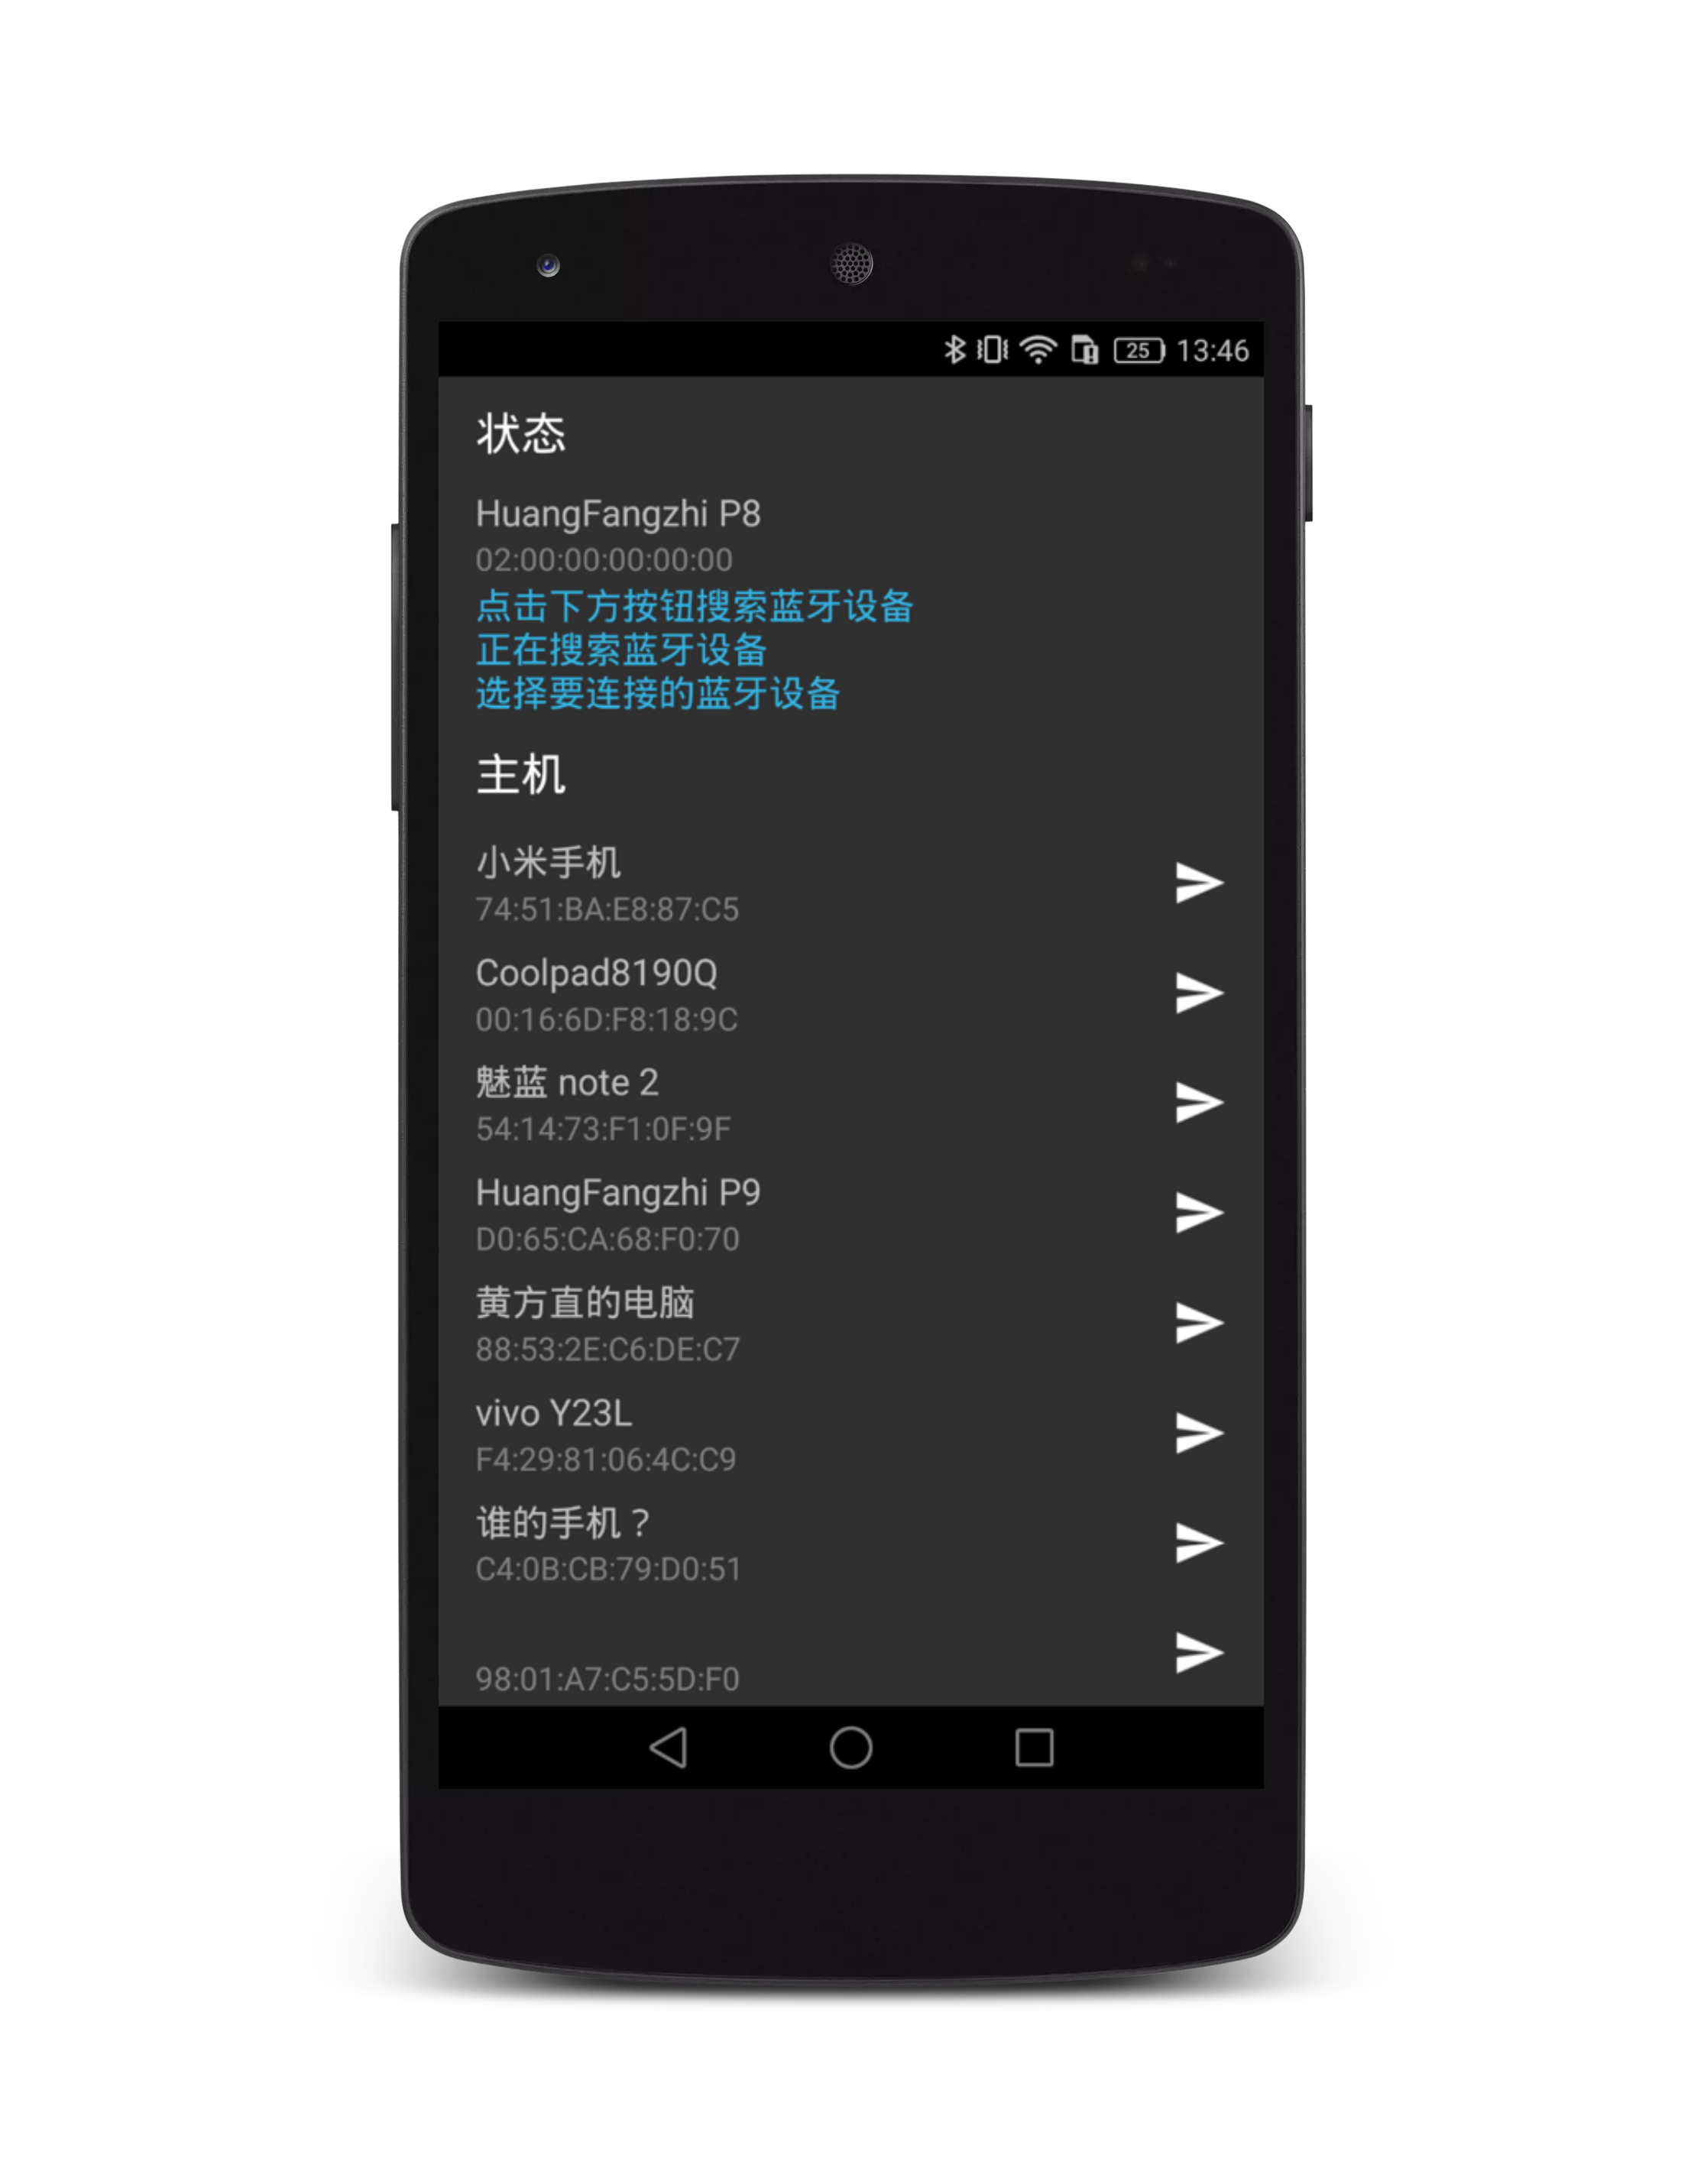 25 13:46
状态
HuangFangzhi P8
02:00:00:00:00:00
点击下方按钮搜索蓝牙设备
正在搜索蓝牙设备
选择要连接的蓝牙设备
主机
小米手机
74:51:BA:E8:87:C5
Coolpad8190Q
00:16:6D:F8:18:9C
魅蓝 note 2
54:14:73:F1:0F:9F
HuangFangzhi P9
D0:65:CA:68:F0:70
黄方直的电脑
88:53:2E:C6:DE:C7
vivo Y23L
F4:29:81:06:4C:C9
谁的手机？
C4:0B:CB:79:D0:51
98:01:A7:C5:5D:F0